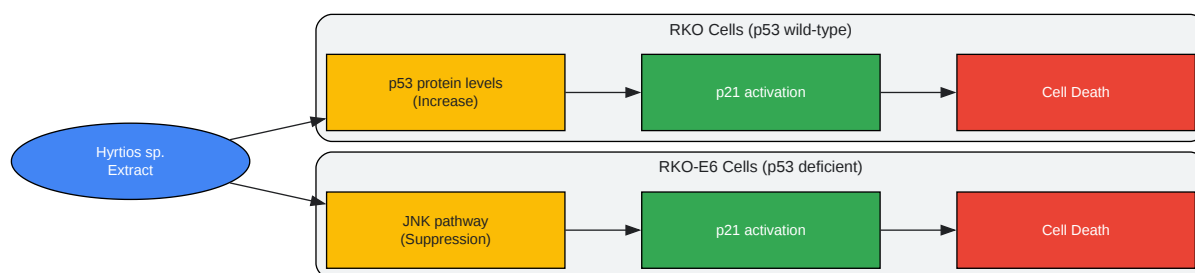 RKO Cells (p53 wild-type)
p53 protein levels
(Increase)
p21 activation
Cell Death
Hyrtios sp.
Extract
RKO-E6 Cells (p53 deficient)
JNK pathway
(Suppression)
p21 activation
Cell Death